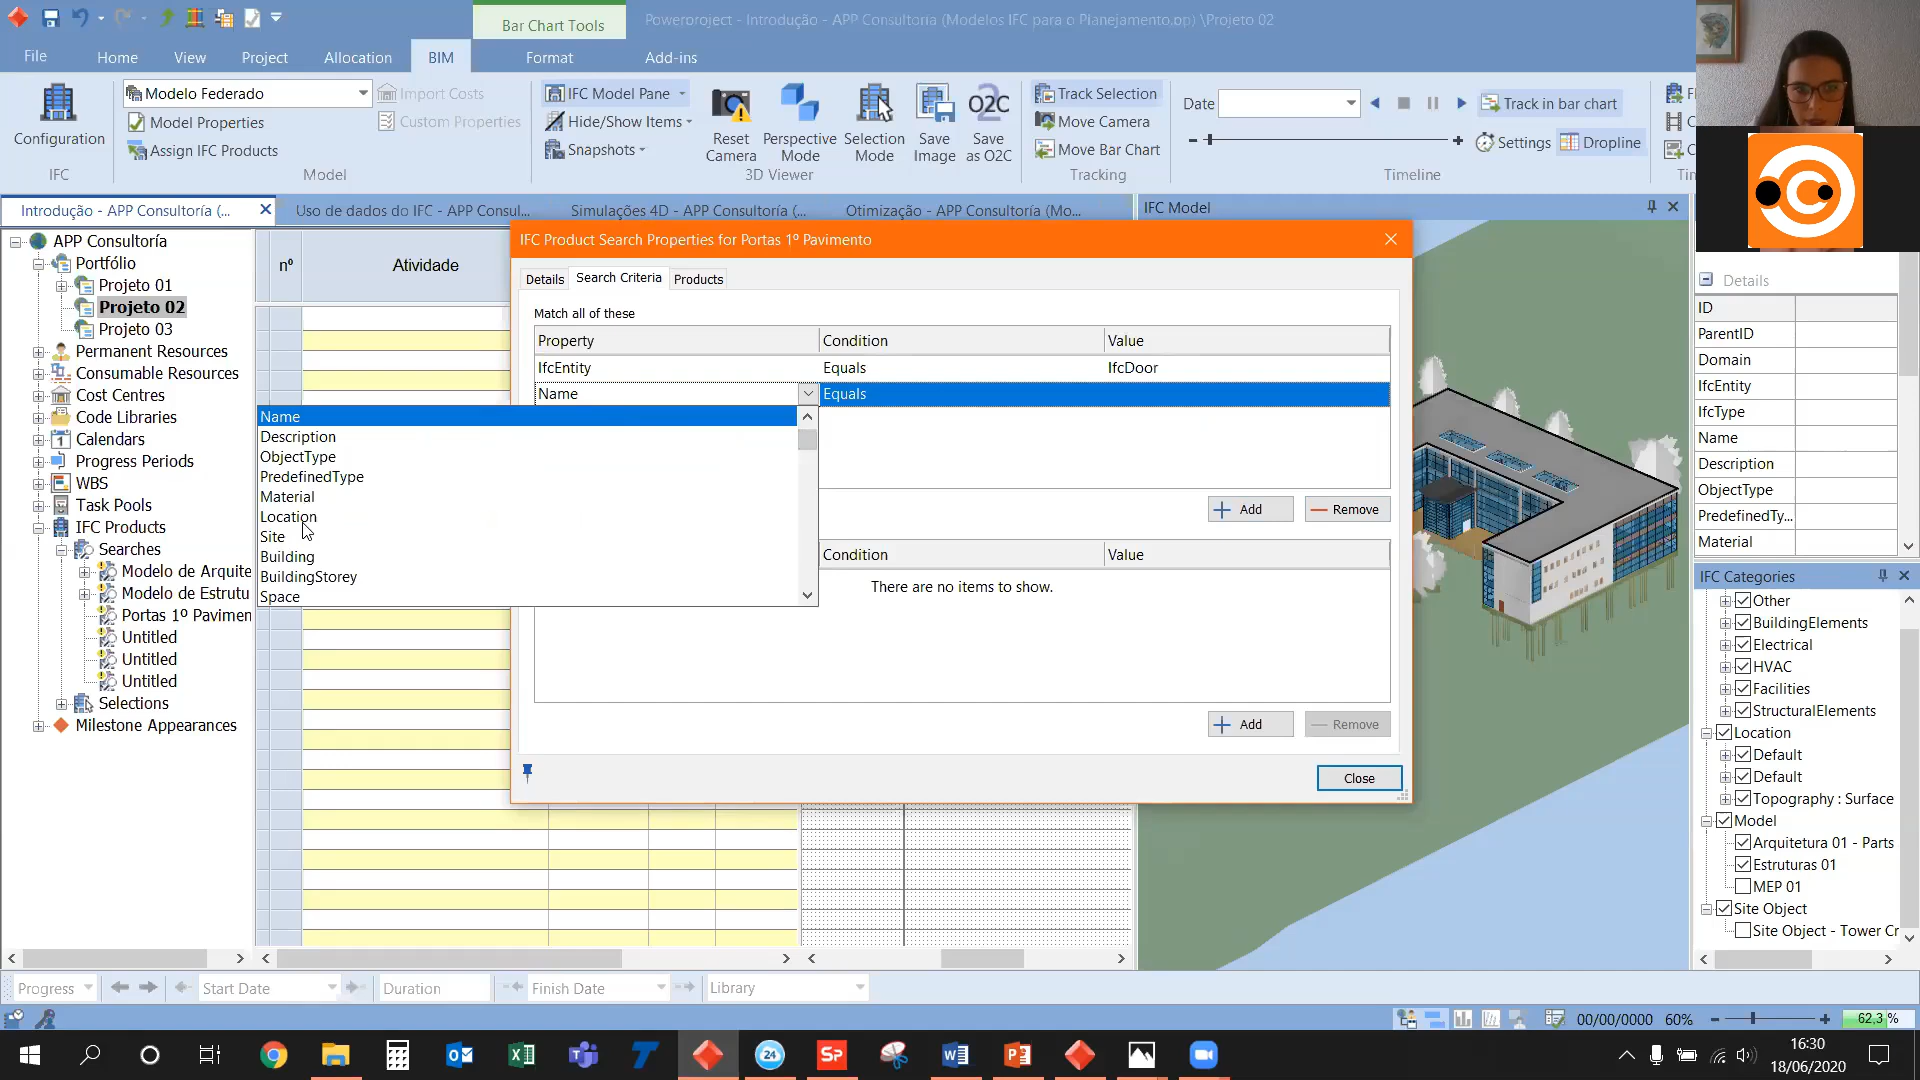 Bar Chart Tools
Powerproject - Introdução - APP Consultoria (Modelos IFC para o Planejamento.pp) \Projeto 02
File Home View Project Allocation BIM Format Add-ins
Configuration
IFC
Modelo Federado
Model Properties
Assign IFC Products
Import Costs
Custom Properties
Model
IFC Model Pane
Hide/Show Items
Snapshots
Reset Camera
Perspective Mode
Selection Mode
Save Image
O2C
Save as O2C
3D Viewer
Track Selection
Move Camera
Move Bar Chart
Tracking
Date
Track in bar chart
Settings
Dropline
Timeline
Introdução - APP Consultoría (...
Uso de dados do IFC - APP Consul...
Simulações 4D - APP Consultoría (...
Otimização - APP Consultoría (Mo...
IFC Model
APP Consultoría
Portfólio
Projeto 01
Projeto 02
Projeto 03
Permanent Resources
Consumable Resources
Cost Centres
Code Libraries
Calendars
Progress Periods
WBS
Task Pools
IFC Products
Searches
Modelo de Arquite
Modelo de Estrutu
Portas 1º Pavimen
Untitled
Untitled
Untitled
Selections
Milestone Appearances
nº
Atividade
IFC Product Search Properties for Portas 1º Pavimento
Details
Search Criteria
Products
Match all of these
Property Condition Value
IfcEntity Equals IfcDoor
Name Equals
Name
Description
ObjectType
PredefinedType
Material
Location
Site
Building
BuildingStorey
Space
Add
Remove
Condition Value
There are no items to show.
Add
Remove
Close
Details
ID
ParentID
Domain
IfcEntity
IfcType
Name
Description
ObjectType
PredefinedTy...
Material
IFC Categories
Other
BuildingElements
Electrical
HVAC
Facilities
StructuralElements
Location
Default
Default
Topography : Surface
Model
Arquitetura 01 - Parts
Estruturas 01
MEP 01
Site Object
Site Object - Tower Cr
Progress
Start Date
Duration
Finish Date
Library
00/00/0000
60%
62,3 %
24
SP
16:30
18/06/2020